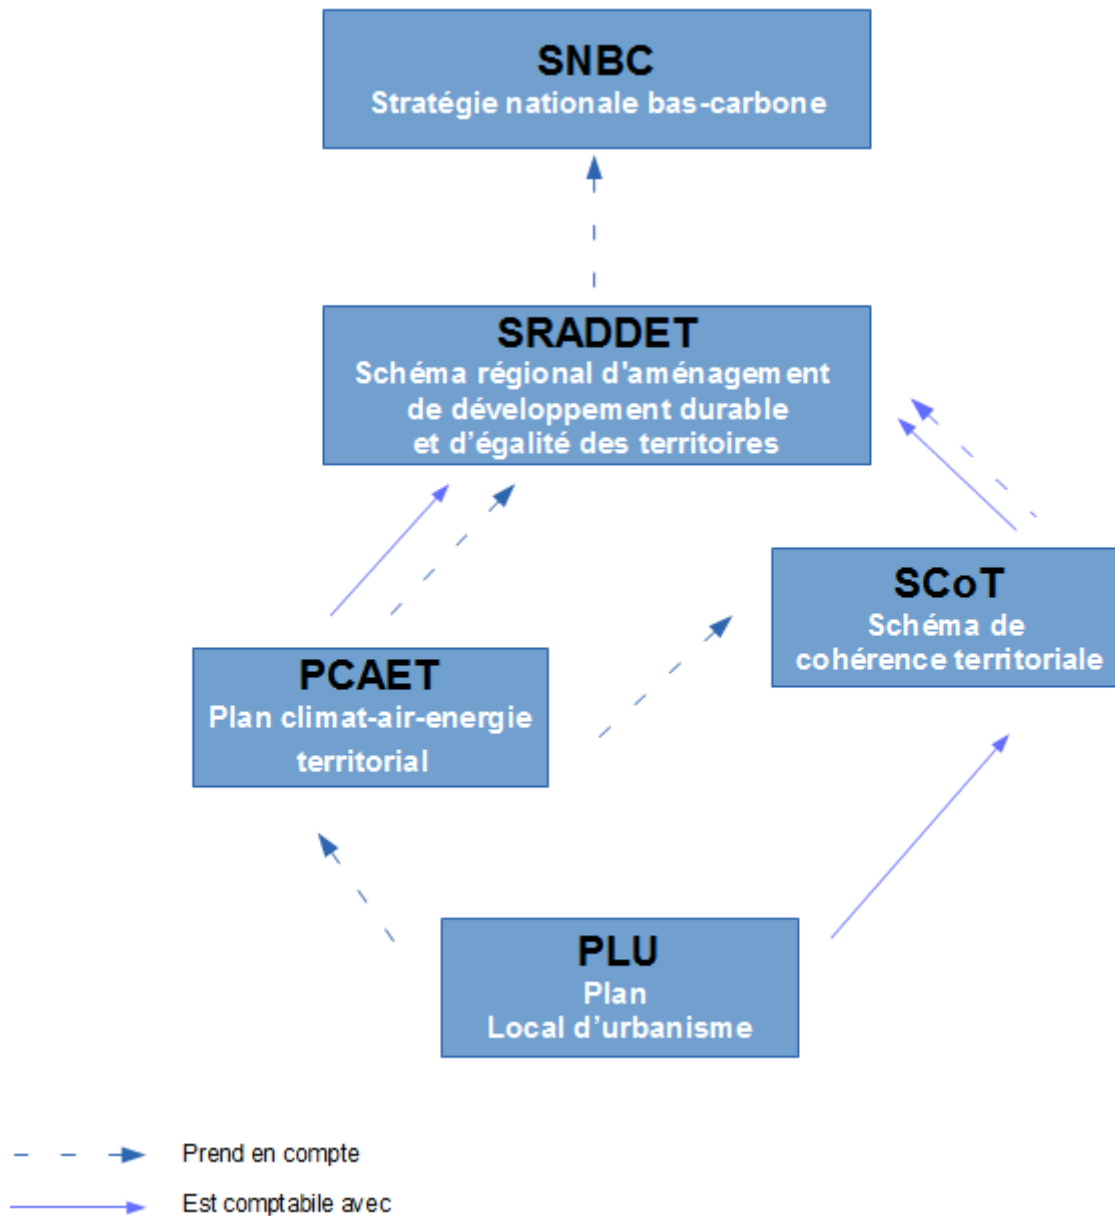 SNBC
Stratégie nationale bas-carbone
SRADDET
Schéma régional d'aménagement
de développement durable
et d’égalité des territoires
SCoT
Schéma de
cohérence territoriale
PCAET
Plan climat-air-energie
territorial
PLU
Plan
Local d’urbanisme
Prend en compte
Est comptabile avec